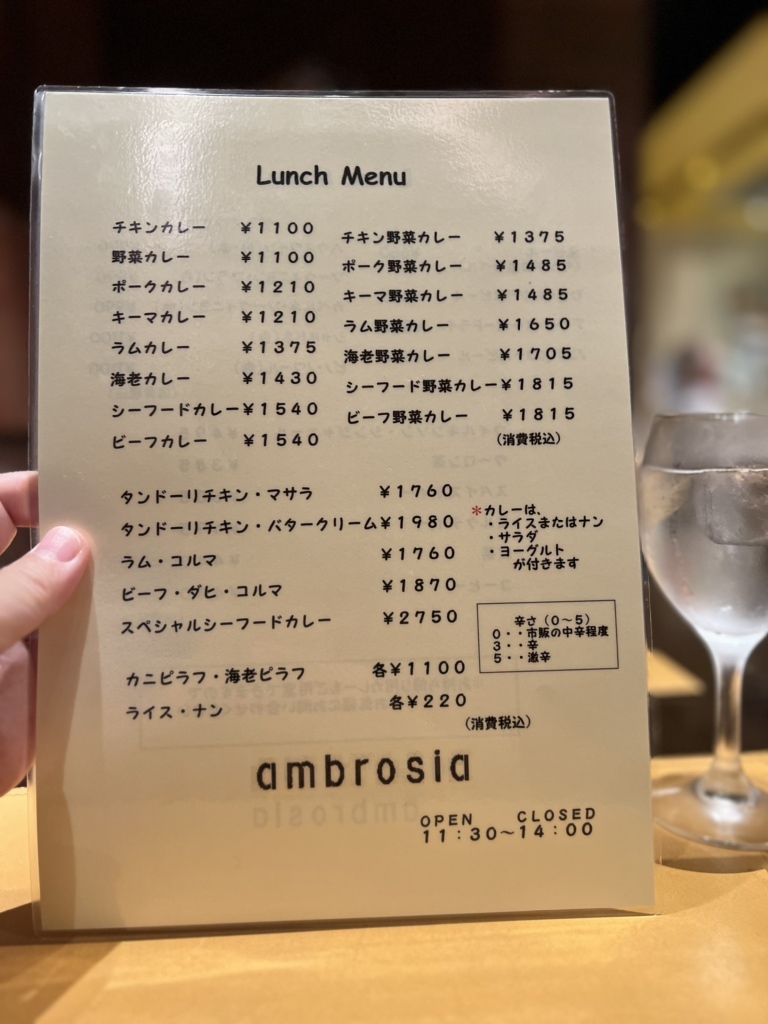 Lunch Menu
チキンカレー ¥1100
野菜カレー ¥1100
ポークカレー ¥1210
キーマカレー ¥1210
ラムカレー ¥1375
海老カレー ¥1430
シーフードカレー¥1540
ビーフカレー ¥1540
チキン野菜カレー ¥1375
ポーク野菜カレー ¥1485
キーマ野菜カレー ¥1485
ラム野菜カレー ¥1650
海老野菜カレー ¥1705
シーフード野菜カレー¥1815
ビーフ野菜カレー ¥1815
(消費税込)
タンドーリチキン・マサラ ¥1760
タンドーリチキン・バタークリーム¥1980
ラム・コルマ ¥1760
ビーフ・ダヒ・コルマ ¥1870
スペシャルシーフードカレー ¥2750
*カレーは、
・ライスまたはナン
・サラダ
・ヨーグルト
が付きます
辛さ(0〜5)
0・・市販の中辛程度
3・・辛
5・・激辛
カニピラフ・海老ピラフ 各¥1100
ライス・ナン 各¥220
(消費税込)
ambrosia
OPEN CLOSED
11:30〜14:00